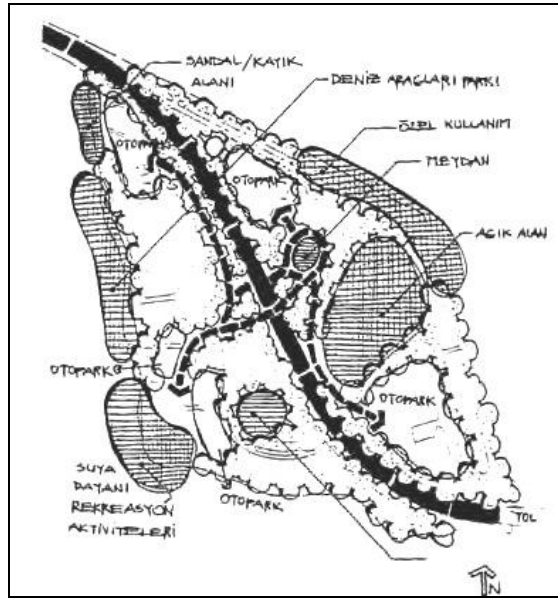 SANDAL/KAYIK
ALANI
DENİZ ARAÇLARI PARKI
ÖZEL KULLANIM
OTOPARK
MEYDAN
OTOPARK
AÇIK ALAN
OTOPARK
OTOPARK
SUYA
DAYANI
REKREASYON
AKTİVİTELERİ
OTOPARK
YOL
N